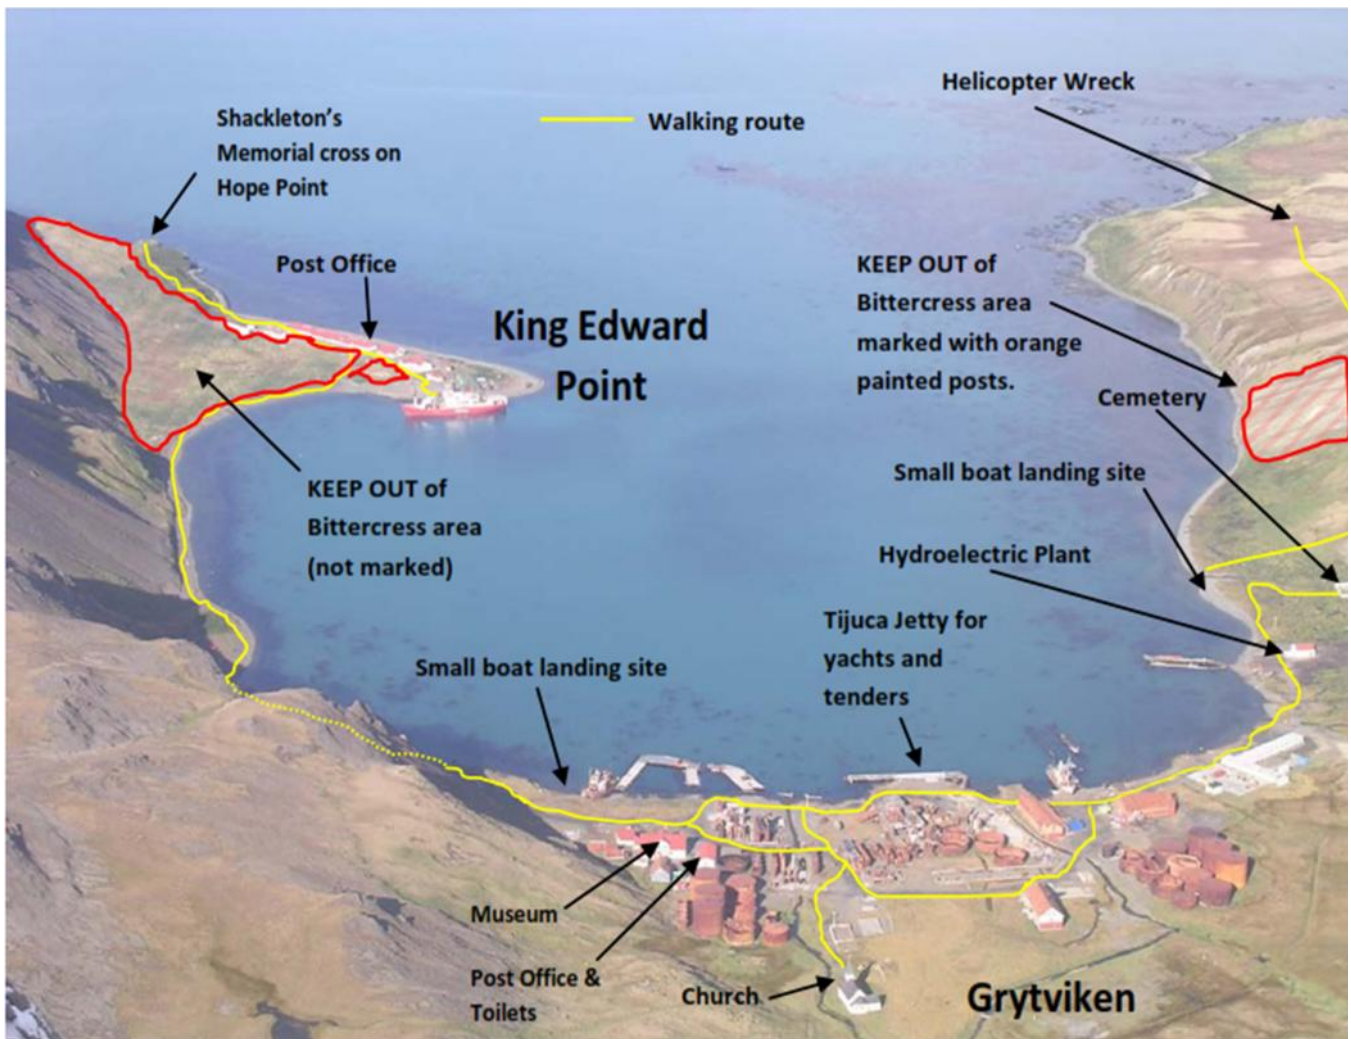 Helicopter Wreck
Shackleton's
Memorial cross on
Hope Point
Walking route
Post Office
KEEP OUT of
Bittercress area
marked with orange
painted posts.
King Edward
Point
Cemetery
Small boat landing site
KEEP OUT of
Bittercress area
(not marked)
Hydroelectric Plant
Tijuca Jetty for
yachts and
tenders
Small boat landing site
Museum
Post Office &
Toilets
Church
Grytviken